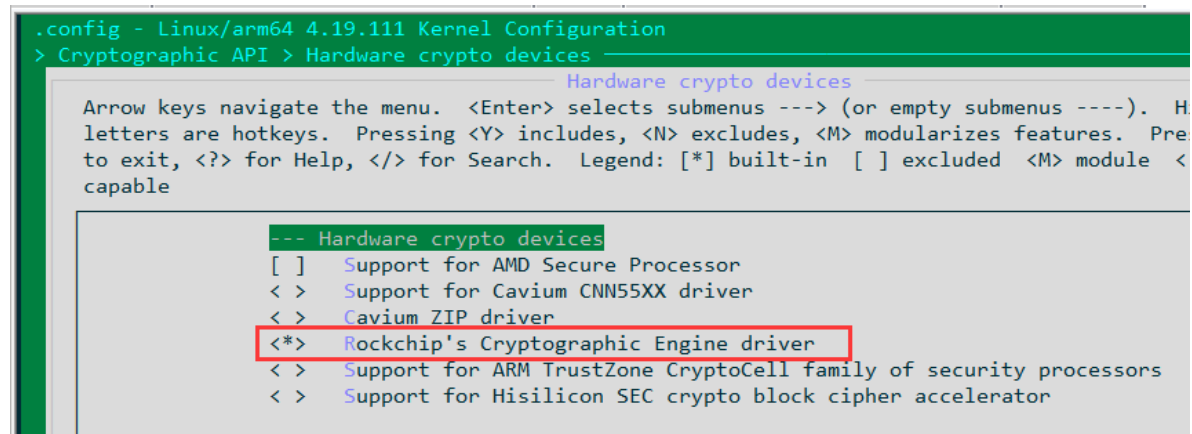 .config - Linux/arm64 4.19.111 Kernel Configuration
> Cryptographic API > Hardware crypto devices
Hardware crypto devices
Arrow keys navigate the menu. <Enter> selects submenus ---> (or empty submenus ----).
letters are hotkeys. Pressing <Y> includes, <N> excludes, <M> modularizes features.
to exit, <?> for Help, </> for Search. Legend: [*] built-in [ ] excluded <M> module <
capable
--- Hardware crypto devices
[ ] Support for AMD Secure Processor
< > Support for Cavium CNN55XX driver
< > Cavium ZIP driver
<*> Rockchip's Cryptographic Engine driver
< > Support for ARM TrustZone CryptoCell family of security processors
< > Support for Hisilicon SEC crypto block cipher accelerator